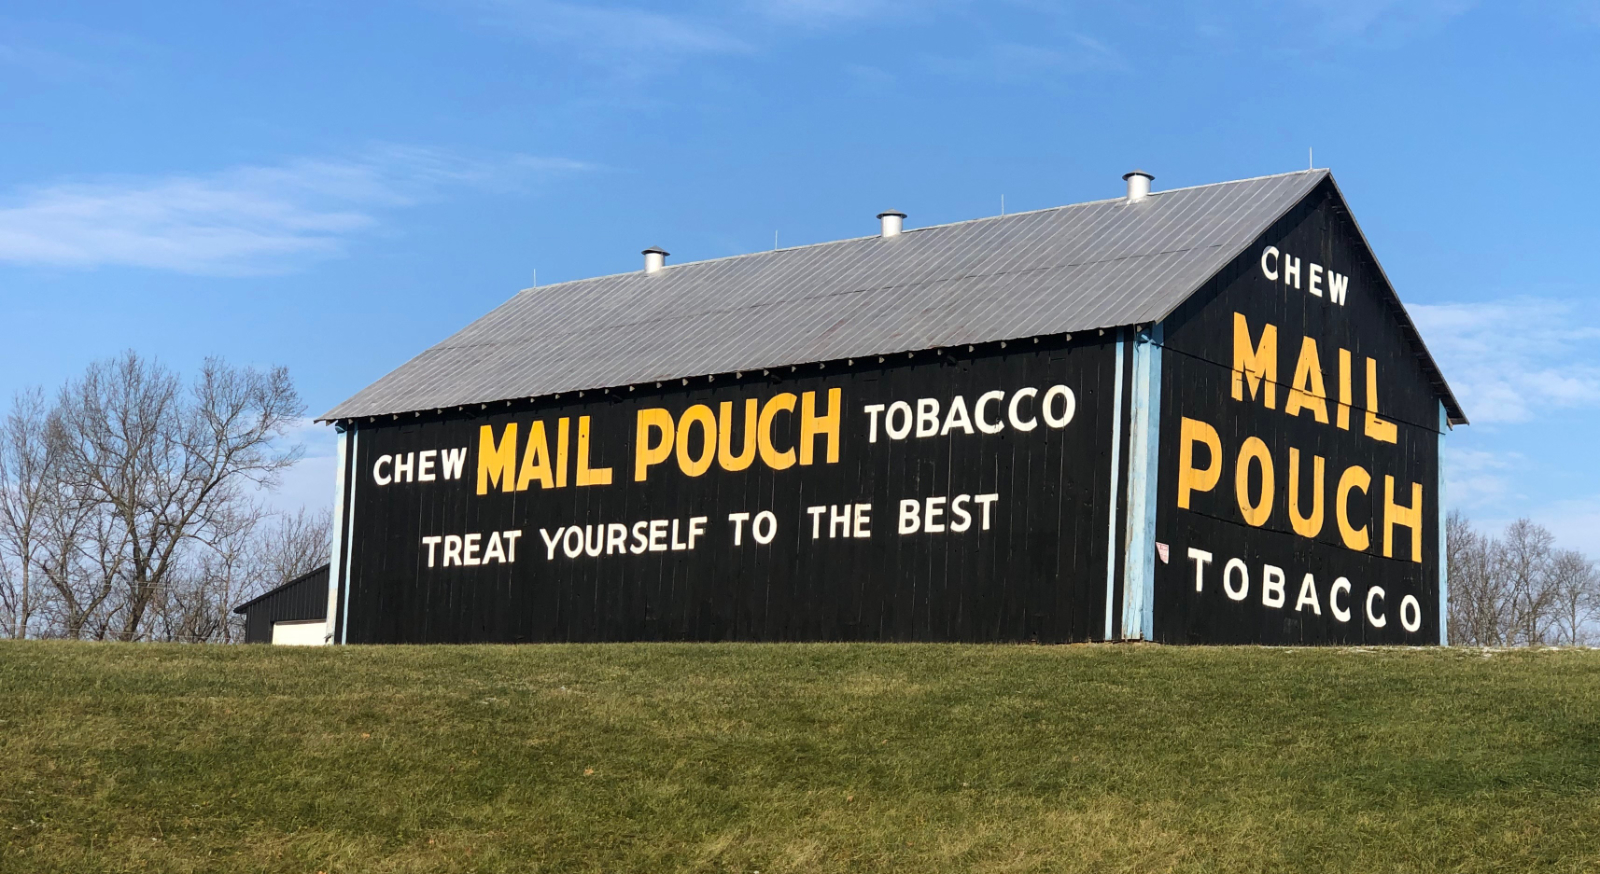 CHEW MAIL POUCH TOBACCO
TREAT YOURSELF TO THE BEST
CHEW
MAIL
POUCH
TOBACCO